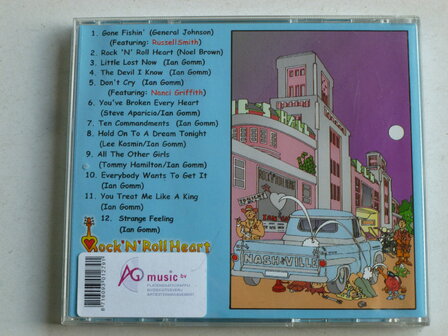 1. Gone Fishin' (General Johnson)
(Featuring: Russell Smith)
2. Rock 'N' Roll Heart (Noel Brown)
3. Little Lost Now (Ian Gomm)
4. The Devil I Know (Ian Gomm)
5. Don't Cry (Ian Gomm)
(Featuring: Nanci Griffith)
6. You've Broken Every Heart
(Steve Aparicio/Ian Gomm)
7. Ten Commandments (Ian Gomm)
8. Hold On To A Dream Tonight
(Lee Kosmin/Ian Gomm)
9. All The Other Girls
(Tommy Hamilton/Ian Gomm)
10. Everybody Wants To Get It
(Ian Gomm)
11. You Treat Me Like A King
(Ian Gomm)
12. Strange Feeling
(Ian Gomm)
Rock 'N' Roll Heart
AG music bv
NASHVILLE
TONIGHT